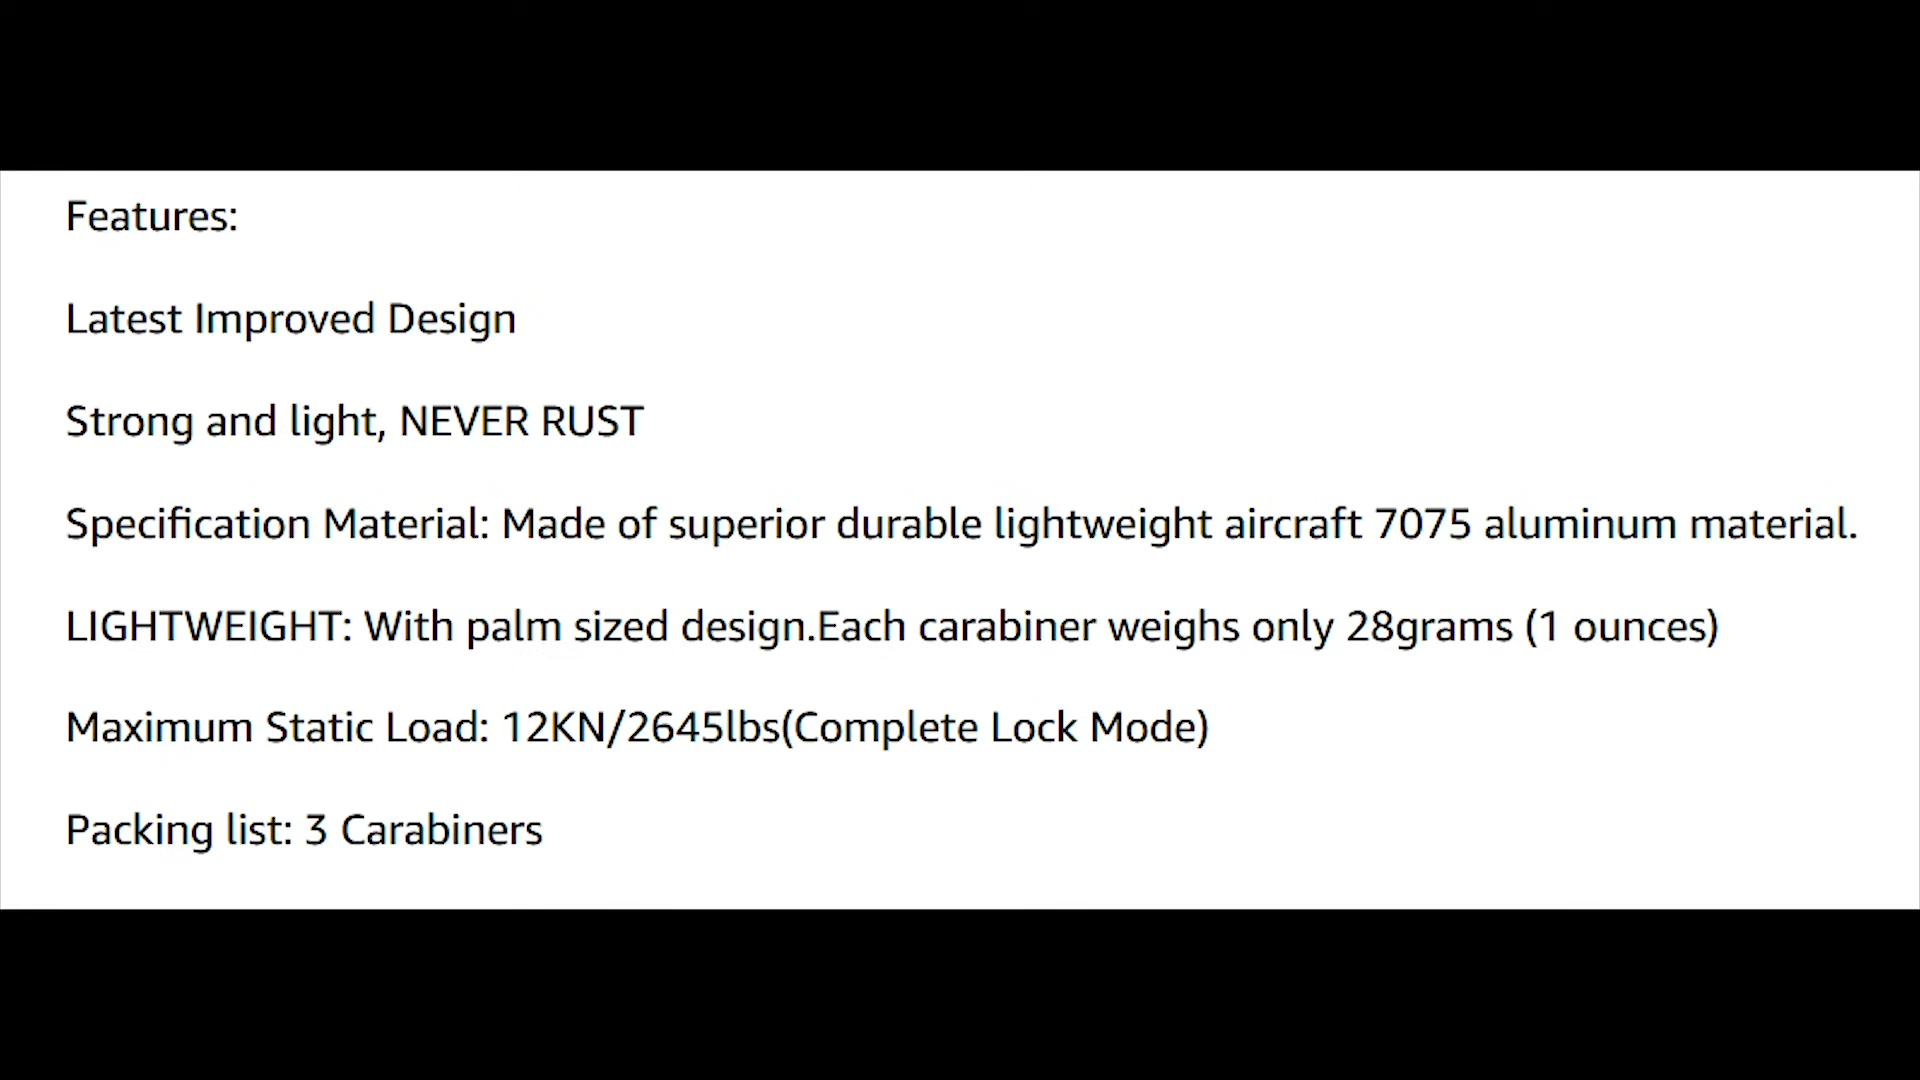 Features:
Latest Improved Design
Strong and light, NEVER RUST
Specification Material: Made of superior durable lightweight aircraft 7075 aluminum material.
LIGHTWEIGHT: With palm sized design.Each carabiner weighs only 28grams (1 ounces)
Maximum Static Load: 12KN/2645lbs(Complete Lock Mode)
Packing list: 3 Carabiners